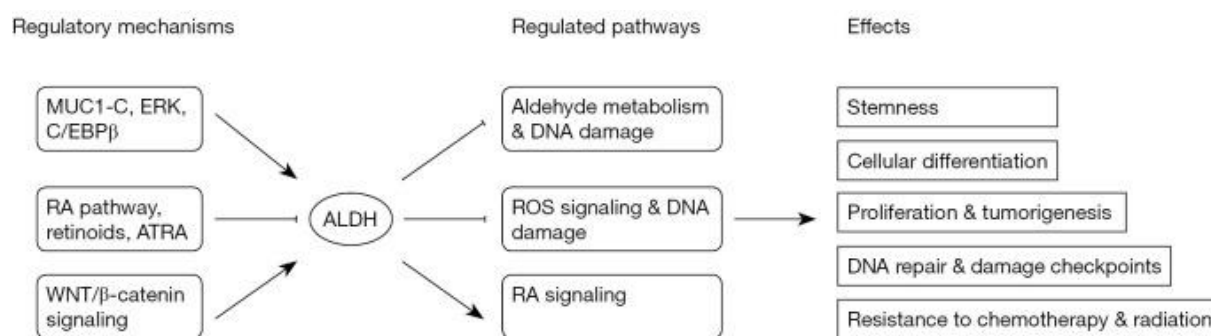 Regulatory mechanisms
Regulated pathways
Effects
MUC1-C, ERK,
C/EBPβ
RA pathway,
retinoids, ATRA
WNT/β-catenin
signaling
ALDH
Aldehyde metabolism
& DNA damage
ROS signaling & DNA
damage
RA signaling
Stemness
Cellular differentiation
Proliferation & tumorigenesis
DNA repair & damage checkpoints
Resistance to chemotherapy & radiation